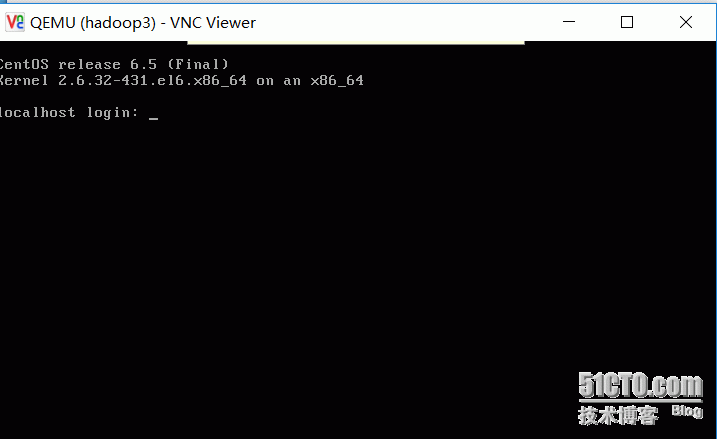 VNC QEMU (hadoop3) - VNC Viewer
CentOS release 6.5 (Final)
Kernel 2.6.32-431.el6.x86_64 on an x86_64
localhost login: _
51CTO.com
技术博客 Blog